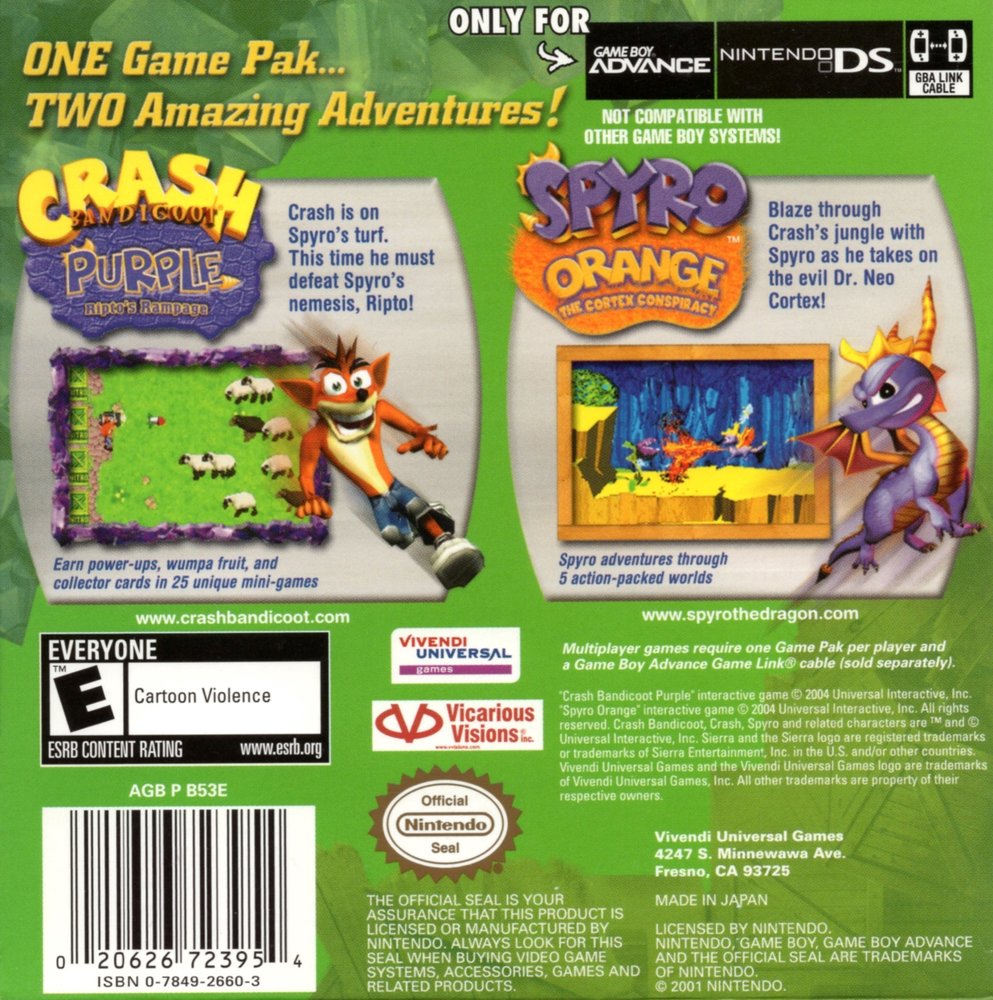 ONLY FOR
GAME BOY ADVANCE
NINTENDO DS™
GBA LINK CABLE
ONE Game Pak...
TWO Amazing Adventures!
NOT COMPATIBLE WITH
OTHER GAME BOY SYSTEMS!
CRASH
BANDICOOT
PURPLE
Ripto's Rampage
Crash is on
Spyro's turf.
This time he must
defeat Spyro's
nemesis, Ripto!
SPYRO™
ORANGE
THE CORTEX CONSPIRACY
Blaze through
Crash's jungle with
Spyro as he takes on
the evil Dr. Neo
Cortex!
Earn power-ups, wumpa fruit, and
collector cards in 25 unique mini-games
Spyro adventures through
5 action-packed worlds
www.crashbandicoot.com
www.spyrothedragon.com
EVERYONE
E™
Cartoon Violence
ESRB CONTENT RATING www.esrb.org
VIVENDI
UNIVERSAL
games
Vicarious
Visions inc.
www.vvisions.com
Multiplayer games require one Game Pak per player and
a Game Boy Advance Game Link® cable (sold separately).
"Crash Bandicoot Purple" interactive game © 2004 Universal Interactive, Inc.
"Spyro Orange" interactive game © 2004 Universal Interactive, Inc. All rights
reserved. Crash Bandicoot, Crash, Spyro and related characters are ™ and ©
Universal Interactive, Inc. Sierra and the Sierra logo are registered trademarks
or trademarks of Sierra Entertainment, Inc. in the U.S. and/or other countries.
Vivendi Universal Games and the Vivendi Universal Games logo are trademarks
of Vivendi Universal Games, Inc. All other trademarks are property of their
respective owners.
AGB P B53E
0 20626 72395 4
ISBN 0-7849-2660-3
Official
Nintendo
Seal
THE OFFICIAL SEAL IS YOUR
ASSURANCE THAT THIS PRODUCT IS
LICENSED OR MANUFACTURED BY
NINTENDO. ALWAYS LOOK FOR THIS
SEAL WHEN BUYING VIDEO GAME
SYSTEMS, ACCESSORIES, GAMES AND
RELATED PRODUCTS.
Vivendi Universal Games
4247 S. Minnewawa Ave.
Fresno, CA 93725
MADE IN JAPAN
LICENSED BY NINTENDO.
NINTENDO, GAME BOY, GAME BOY ADVANCE
AND THE OFFICIAL SEAL ARE TRADEMARKS
OF NINTENDO.
© 2001 NINTENDO.